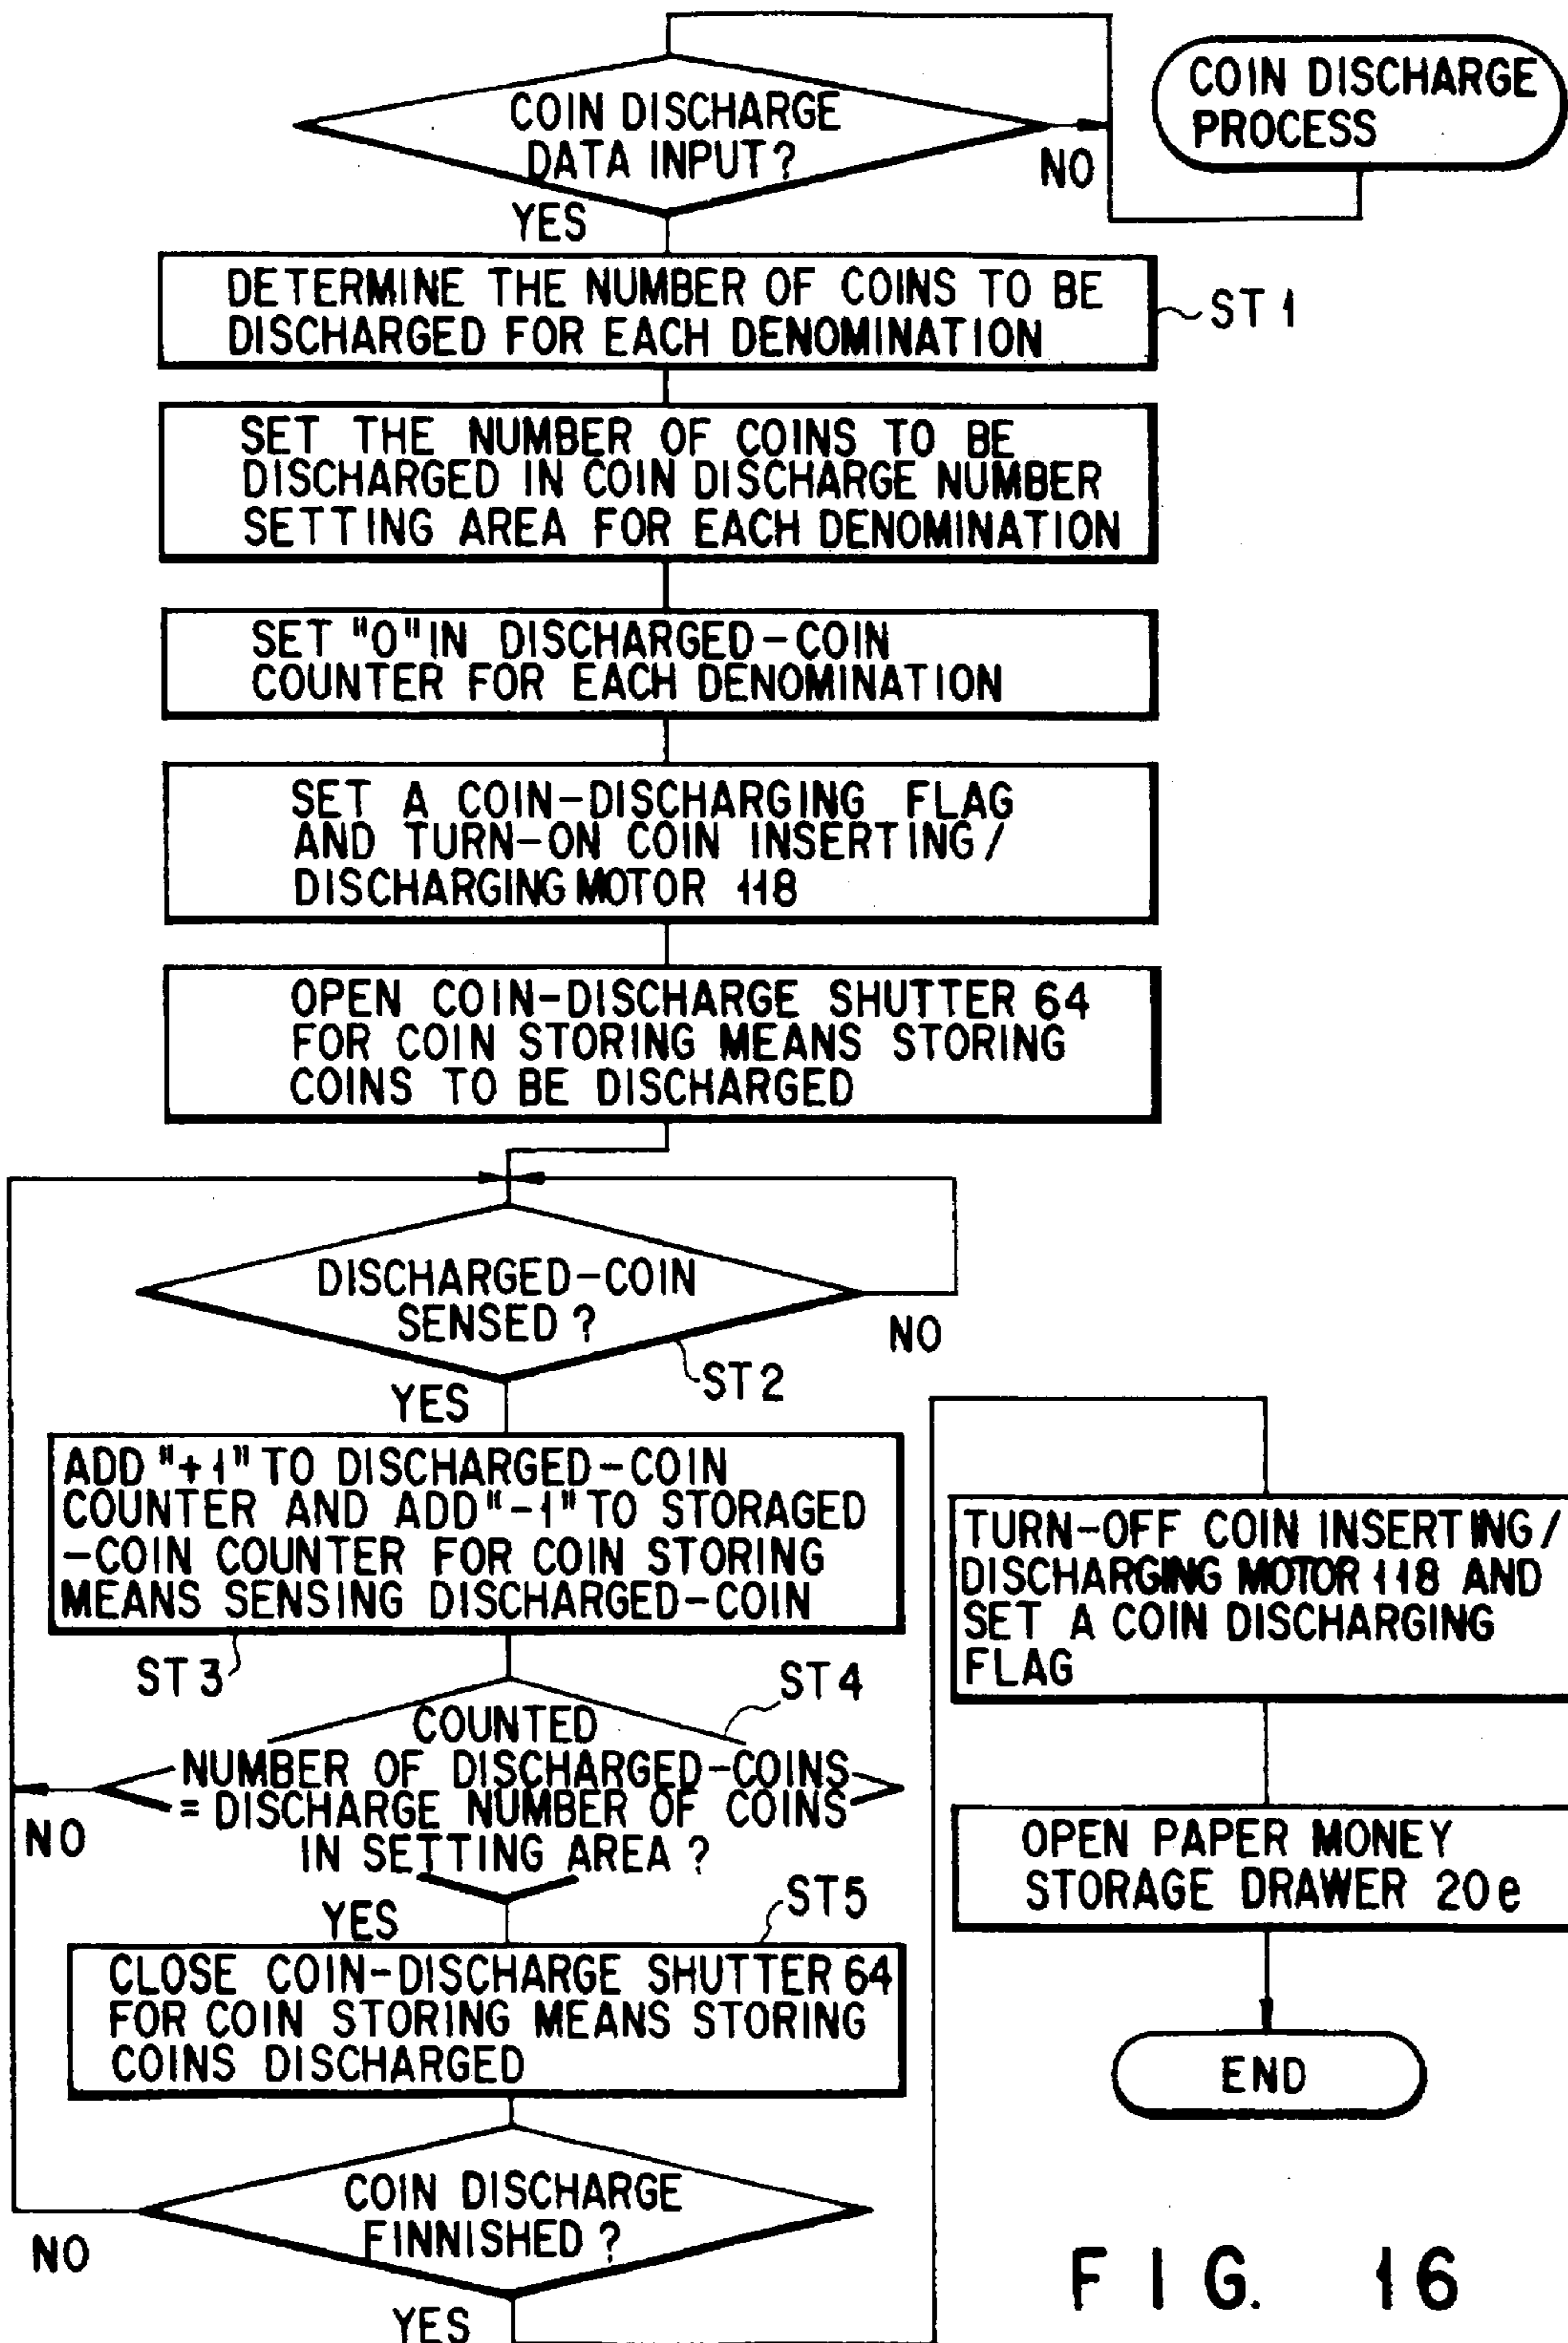 COIN DISCHARGE
PROCESS
COIN DISCHARGE
DATA INPUT?
NO
YES
DETERMINE THE NUMBER OF COINS TO BE
DISCHARGED FOR EACH DENOMINATION
ST1
SET THE NUMBER OF COINS TO BE
DISCHARGED IN COIN DISCHARGE NUMBER
SETTING AREA FOR EACH DENOMINATION
SET "0" IN DISCHARGED-COIN
COUNTER FOR EACH DENOMINATION
SET A COIN-DISCHARGING FLAG
AND TURN-ON COIN INSERTING/
DISCHARGING MOTOR 118
OPEN COIN-DISCHARGE SHUTTER 64
FOR COIN STORING MEANS STORING
COINS TO BE DISCHARGED
DISCHARGED-COIN
SENSED?
NO
ST2
YES
ADD "+1" TO DISCHARGED-COIN
COUNTER AND ADD "-1" TO STORAGED
-COIN COUNTER FOR COIN STORING
MEANS SENSING DISCHARGED-COIN
ST3
ST4
COUNTED
NUMBER OF DISCHARGED-COINS
= DISCHARGE NUMBER OF COINS
IN SETTING AREA?
NO
YES
ST5
CLOSE COIN-DISCHARGE SHUTTER 64
FOR COIN STORING MEANS STORING
COINS DISCHARGED
COIN DISCHARGE
FINNISHED?
NO
YES
TURN-OFF COIN INSERTING/
DISCHARGING MOTOR 118 AND
SET A COIN DISCHARGING
FLAG
OPEN PAPER MONEY
STORAGE DRAWER 20e
END
FIG. 16